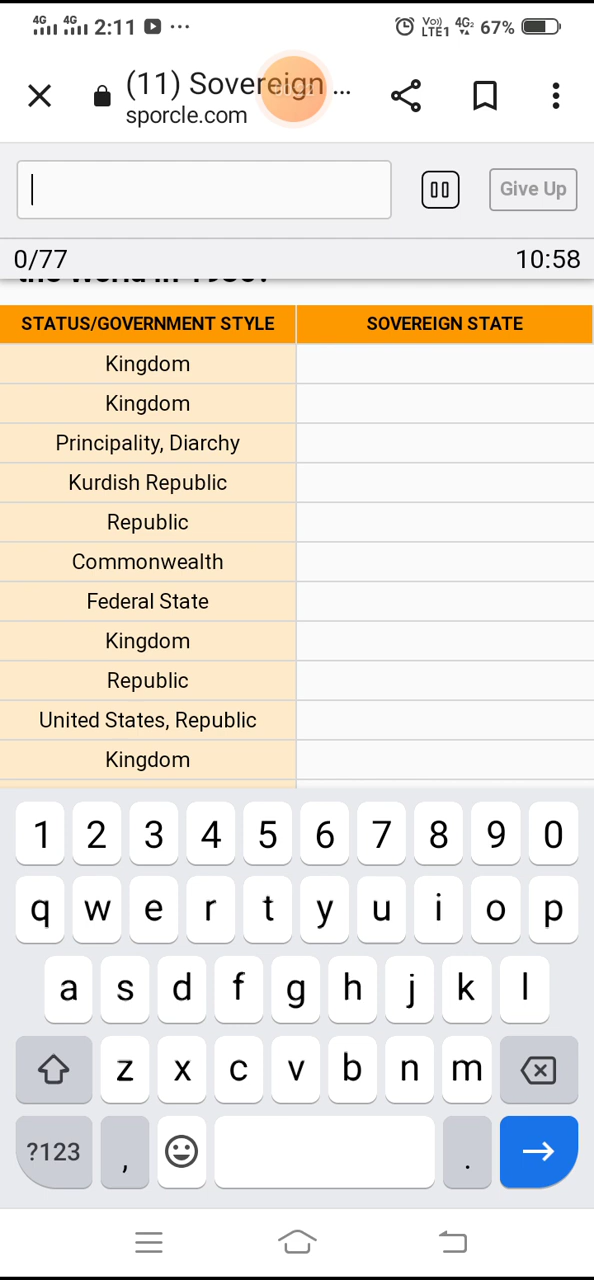 4G 4G 2:11 ... Vo) LTE1 4G2 67%
(11) Sovereign ...
sporcle.com
Give Up
0/77 10:58
STATUS/GOVERNMENT STYLE SOVEREIGN STATE
Kingdom
Kingdom
Principality, Diarchy
Kurdish Republic
Republic
Commonwealth
Federal State
Kingdom
Republic
United States, Republic
Kingdom
1 2 3 4 5 6 7 8 9 0
q w e r t y u i o p
a s d f g h j k l
z x c v b n m
?123 , .